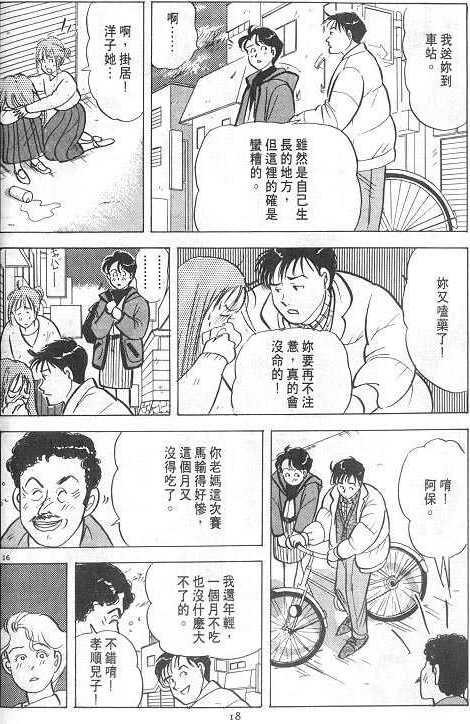 我送妳到
車站。
啊……
雖然是自己生
長的地方，
但這裡的確是
蠻糟的。
啊，掛居！
洋子她…
妳又嗑藥了！
妳要再不注
意，真的會
沒命的！
………
唷！
阿保。
你老媽這次賽
馬輸得好慘，
這個月又
沒得吃了。
我還年輕，
一個月不吃
也沒什麼大
不了的。
不錯唷！
孝順兒子！
16
18